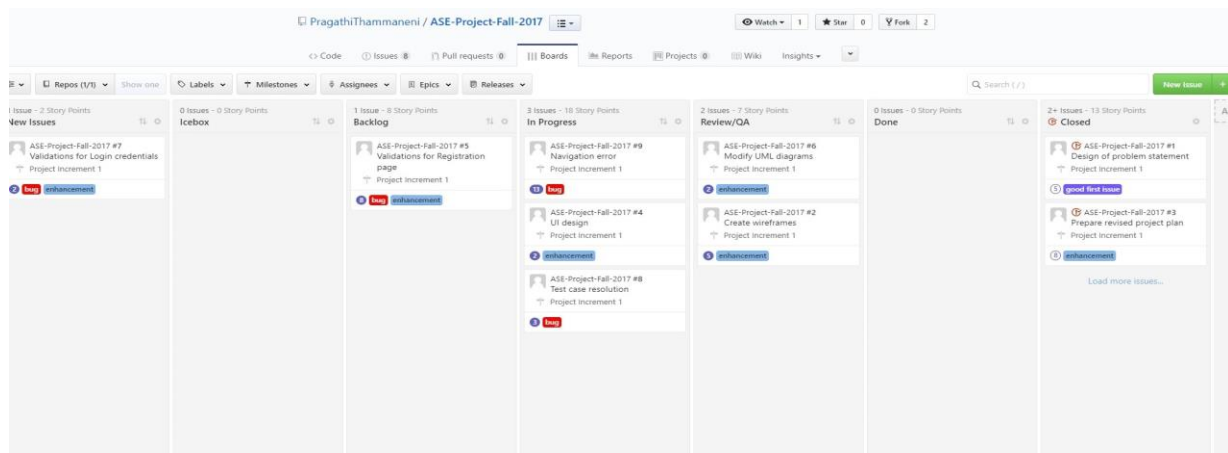 PragathiThammaneni / ASE-Project-Fall-2017
Watch 1 Star 0 Fork 2
Code Issues 8 Pull requests 0 Boards Reports Projects 0 Wiki Insights
Repos (1/1) Show one Labels Milestones Assignees Epics Releases Search (/) New Issue +
Issue - 2 Story Points
New Issues
ASE-Project-Fall-2017 #7
Validations for Login credentials
Project Increment 1
2 bug enhancement
0 Issues - 0 Story Points
Icebox
1 Issue - 8 Story Points
Backlog
ASE-Project-Fall-2017 #5
Validations for Registration
page
Project Increment 1
8 bug enhancement
3 Issues - 18 Story Points
In Progress
ASE-Project-Fall-2017 #9
Navigation error
Project Increment 1
13 bug
ASE-Project-Fall-2017 #4
UI design
Project Increment 1
2 enhancement
ASE-Project-Fall-2017 #8
Test case resolution
Project Increment 1
3 bug
2 Issues - 7 Story Points
Review/QA
ASE-Project-Fall-2017 #6
Modify UML diagrams
Project Increment 1
2 enhancement
ASE-Project-Fall-2017 #2
Create wireframes
Project Increment 1
5 enhancement
0 Issues - 0 Story Points
Done
2+ Issues - 13 Story Points
Closed
ASE-Project-Fall-2017 #1
Design of problem statement
Project Increment 1
5 good first issue
ASE-Project-Fall-2017 #3
Prepare revised project plan
Project Increment 1
8 enhancement
Load more issues...